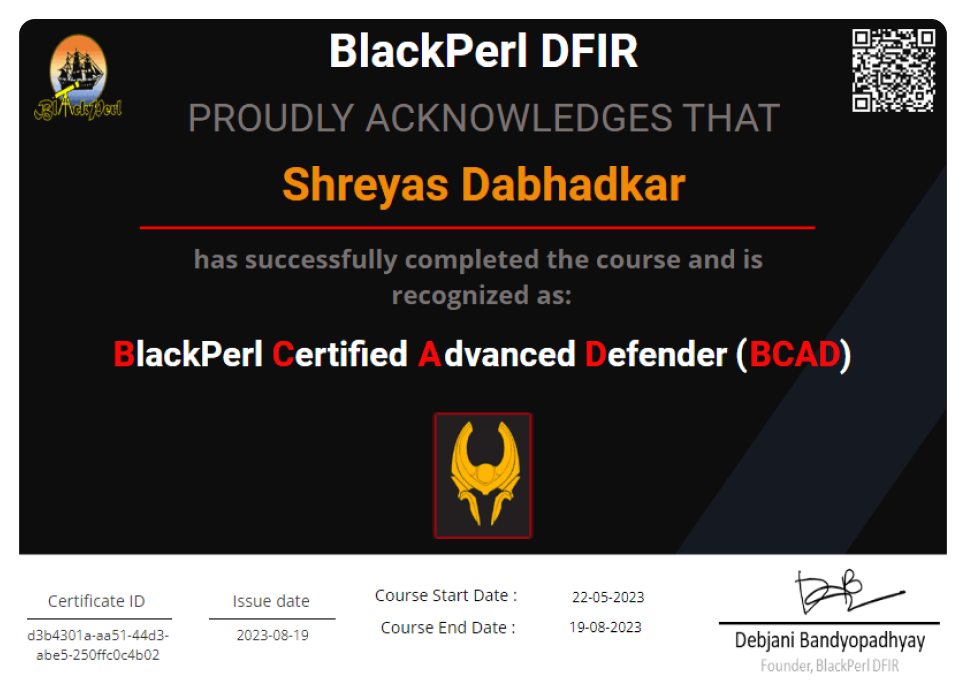 BlackPerl DFIR
BlackPerl
PROUDLY ACKNOWLEDGES THAT
Shreyas Dabhadkar
has successfully completed the course and is
recognized as:
BlackPerl Certified Advanced Defender (BCAD)
Certificate ID
d3b4301a-aa51-44d3-
abe5-250ffc0c4b02
Issue date
2023-08-19
Course Start Date : 22-05-2023
Course End Date : 19-08-2023
Debjani Bandyopadhyay
Founder, BlackPerl DFIR